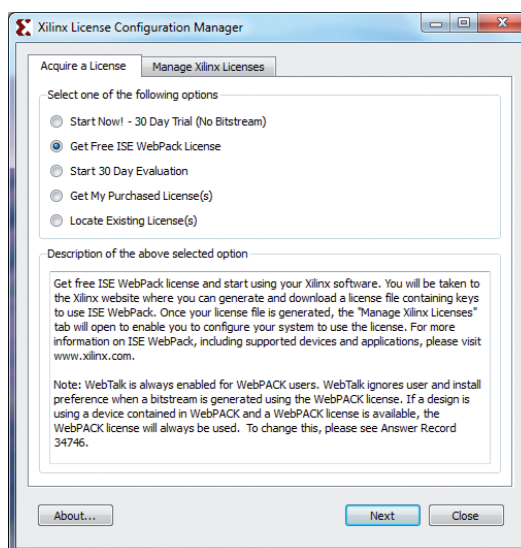 Xilinx License Configuration Manager
Acquire a License
Manage Xilinx Licenses
Select one of the following options
Start Now! - 30 Day Trial (No Bitstream)
Get Free ISE WebPack License
Start 30 Day Evaluation
Get My Purchased License(s)
Locate Existing License(s)
Description of the above selected option
Get free ISE WebPack license and start using your Xilinx software. You will be taken
to the Xilinx website where you can generate and download a license file containing keys
to use ISE WebPack. Once your license file is generated, the "Manage Xilinx Licenses"
tab will open to enable you to configure your system to use the license. For more
information on ISE WebPack, including supported devices and applications, please visit
www.xilinx.com.
Note: WebTalk is always enabled for WebPACK users. WebTalk ignores user and install
preference when a bitstream is generated using the WebPACK license. If a design is
using a device contained in WebPACK and a WebPACK license is available, the
WebPACK license will always be used.  To change this, please see Answer Record
34746.
About...
Next
Close